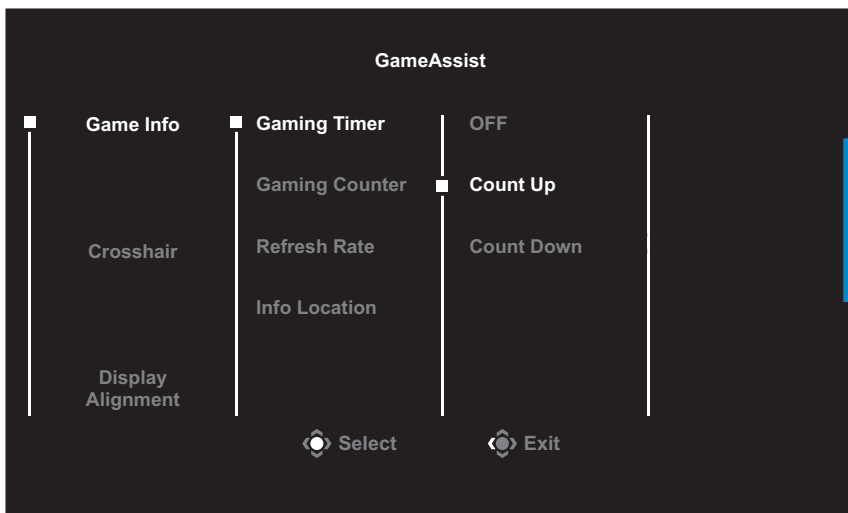 GameAssist
Game Info
Gaming Timer
OFF
Gaming Counter
Count Up
Crosshair
Refresh Rate
Count Down
Info Location
Display
Alignment
Select
Exit